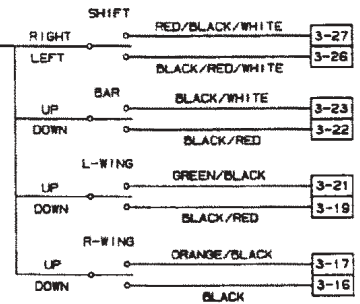 SHIFT
RIGHT RED/BLACK/WHITE 3-27
LEFT BLACK/RED/WHITE 3-26
BAR
UP BLACK/WHITE 3-23
DOWN BLACK/RED 3-22
L-WING
UP GREEN/BLACK 3-21
DOWN BLACK/RED 3-19
R-WING
UP ORANGE/BLACK 3-17
DOWN BLACK 3-16